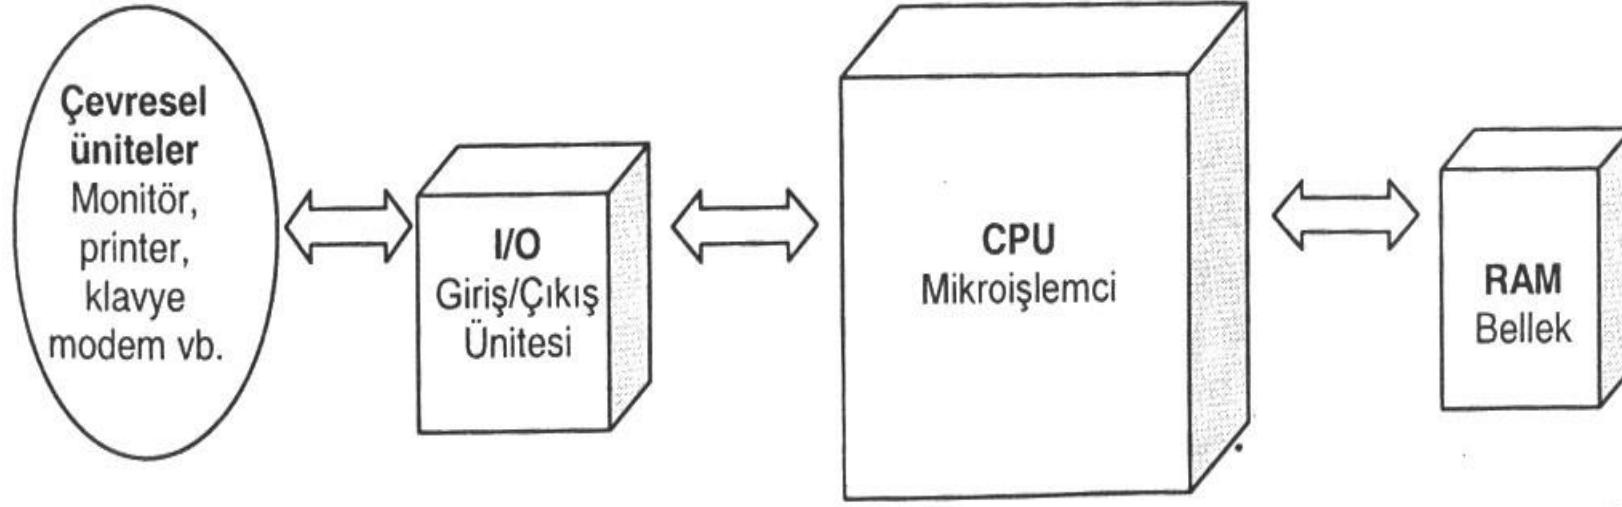 Çevresel
üniteler
Monitör,
printer,
klavye
modem vb.
I/O
Giriş/Çıkış
Ünitesi
CPU
Mikroişlemci
RAM
Bellek